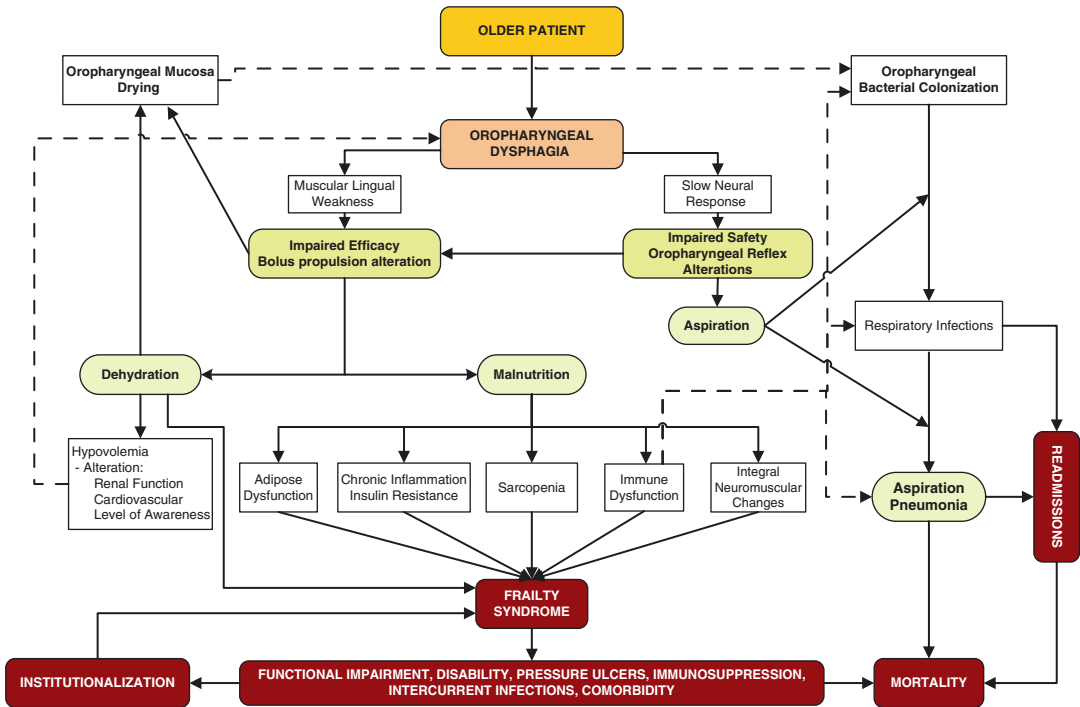 OLDER PATIENT
Oropharyngeal Mucosa
Drying
Oropharyngeal
Bacterial Colonization
OROPHARYNGEAL
DYSPHAGIA
Muscular Lingual
Weakness
Slow Neural
Response
Impaired Efficacy
Bolus propulsion alteration
Impaired Safety
Oropharyngeal Reflex
Alterations
Aspiration
Respiratory Infections
Dehydration
Malnutrition
Hypovolemia
- Alteration:
Renal Function
Cardiovascular
Level of Awareness
Adipose
Dysfunction
Chronic Inflammation
Insulin Resistance
Sarcopenia
Immune
Dysfunction
Integral
Neuromuscular
Changes
Aspiration
Pneumonia
READMISSIONS
FRAILTY
SYNDROME
INSTITUTIONALIZATION
FUNCTIONAL IMPAIRMENT, DISABILITY, PRESSURE ULCERS, IMMUNOSUPPRESSION,
INTERCURRENT INFECTIONS, COMORBIDITY
MORTALITY